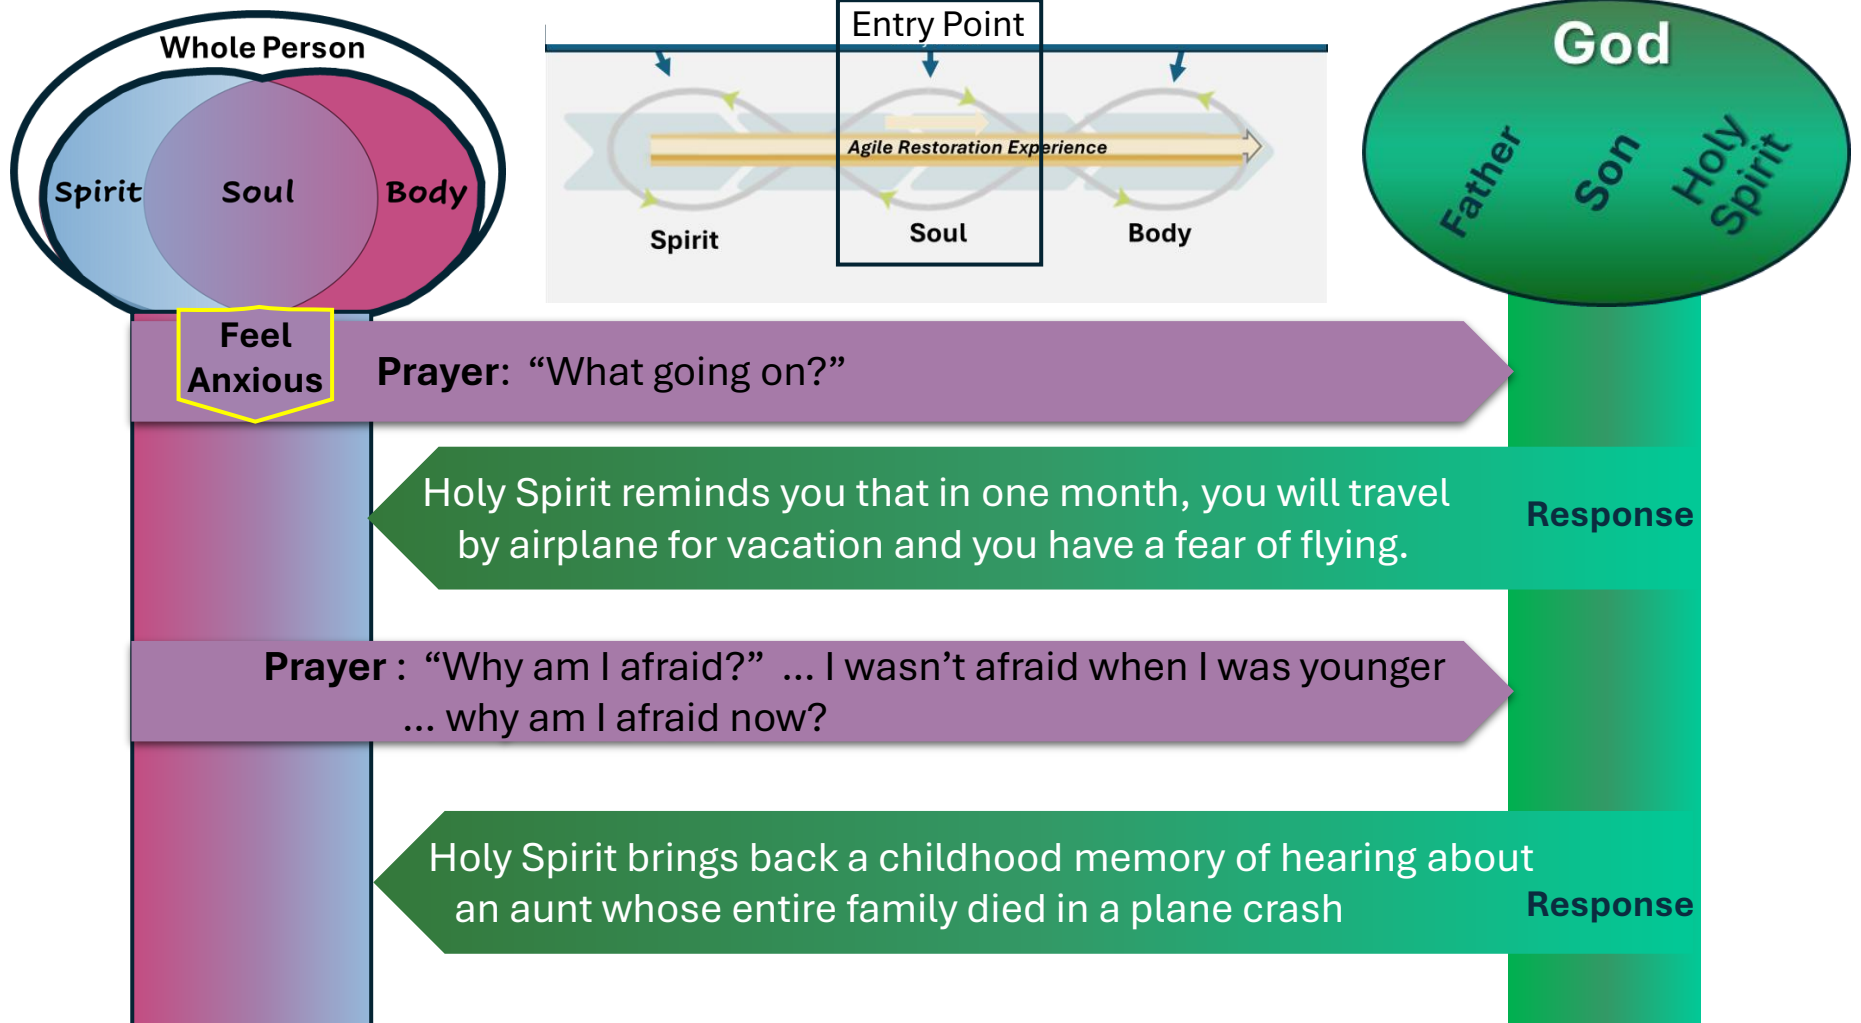 Whole Person
Spirit
Soul
Body
Entry Point
Agile Restoration Experience
Spirit
Soul
Body
God
Father
Son
Holy
Spirit
Feel
Anxious
Prayer: “What going on?”
Holy Spirit reminds you that in one month, you will travel
by airplane for vacation and you have a fear of flying.
Response
Prayer : “Why am I afraid?” ... I wasn’t afraid when I was younger
... why am I afraid now?
Holy Spirit brings back a childhood memory of hearing about
an aunt whose entire family died in a plane crash
Response